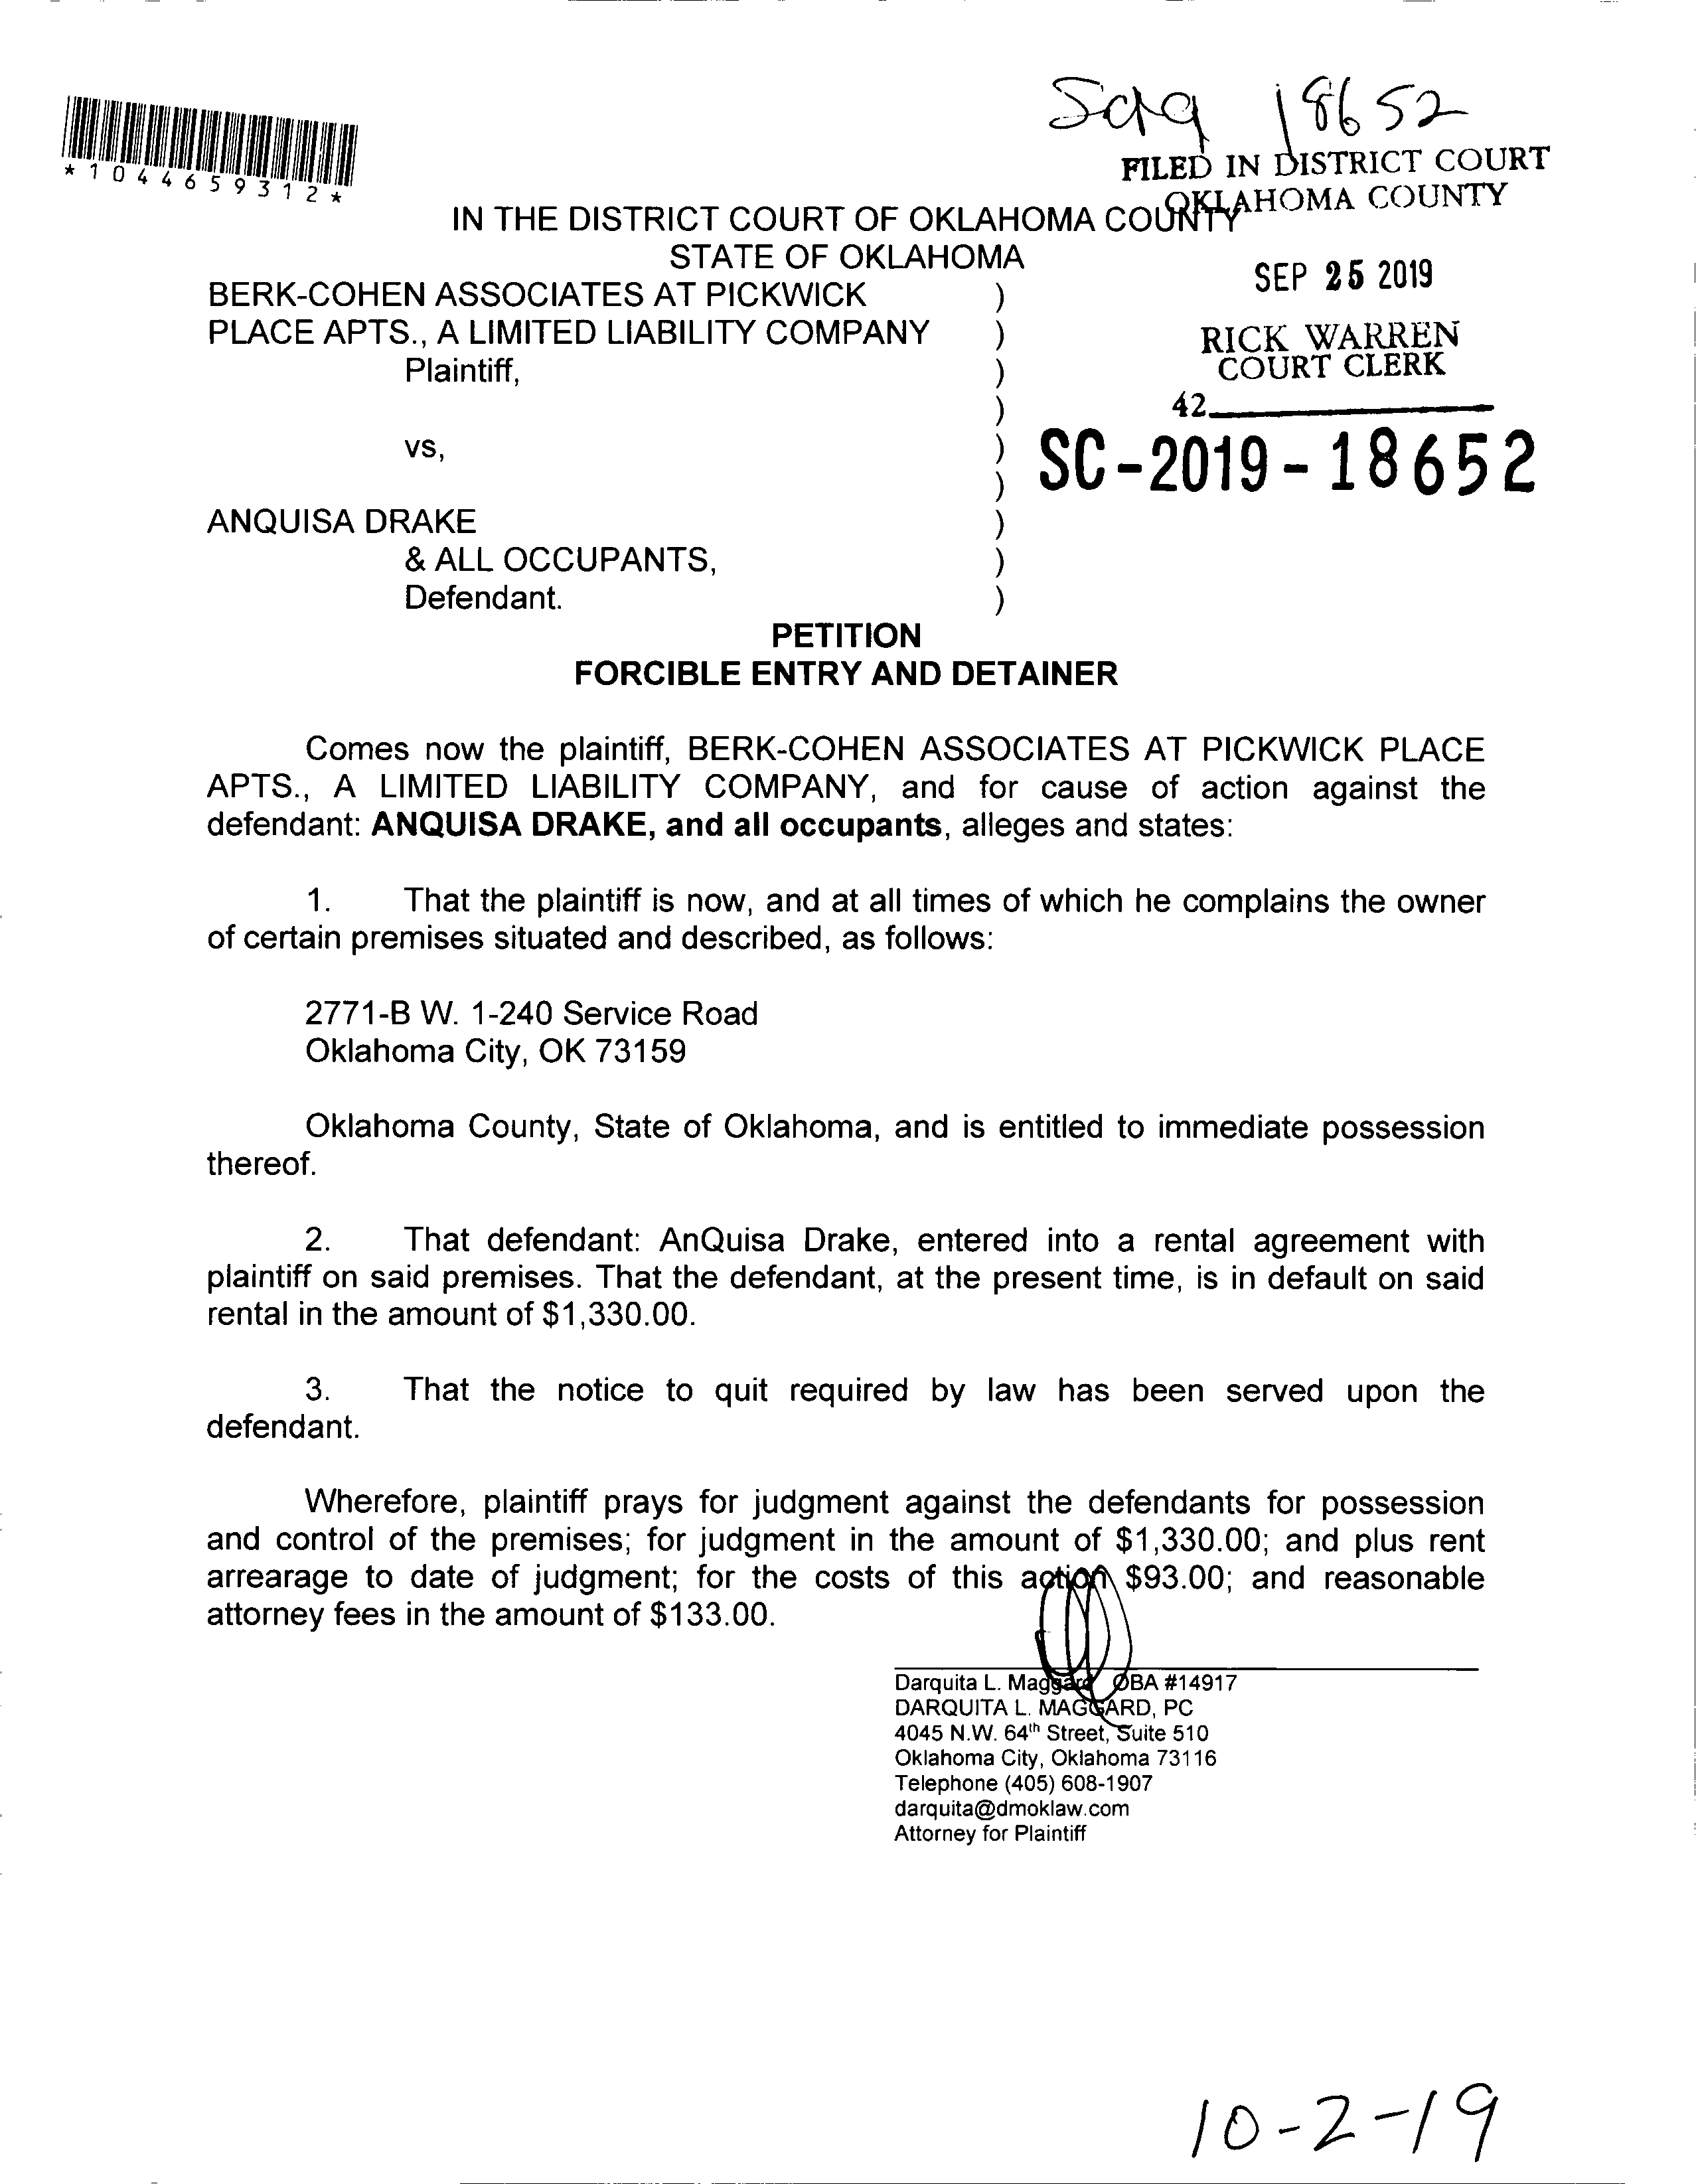 Sc19 18652
*1044659312*
FILED IN DISTRICT COURT
OKLAHOMA COUNTY
IN THE DISTRICT COURT OF OKLAHOMA COUNTY
STATE OF OKLAHOMA
SEP 25 2019
BERK-COHEN ASSOCIATES AT PICKWICK )
PLACE APTS., A LIMITED LIABILITY COMPANY )
RICK WARREN
COURT CLERK
Plaintiff, )
)
42
vs, )
SC-2019-18652
)
ANQUISA DRAKE )
& ALL OCCUPANTS, )
Defendant. )
PETITION
FORCIBLE ENTRY AND DETAINER
Comes now the plaintiff, BERK-COHEN ASSOCIATES AT PICKWICK PLACE
APTS., A LIMITED LIABILITY COMPANY, and for cause of action against the
defendant: ANQUISA DRAKE, and all occupants, alleges and states:
1. That the plaintiff is now, and at all times of which he complains the owner
of certain premises situated and described, as follows:
2771-B W. 1-240 Service Road
Oklahoma City, OK 73159
Oklahoma County, State of Oklahoma, and is entitled to immediate possession
thereof.
2. That defendant: AnQuisa Drake, entered into a rental agreement with
plaintiff on said premises. That the defendant, at the present time, is in default on said
rental in the amount of $1,330.00.
3. That the notice to quit required by law has been served upon the
defendant.
Wherefore, plaintiff prays for judgment against the defendants for possession
and control of the premises; for judgment in the amount of $1,330.00; and plus rent
arrearage to date of judgment; for the costs of this action $93.00; and reasonable
attorney fees in the amount of $133.00.
Darquita L. Maggard OBA #14917
DARQUITA L. MAGGARD, PC
4045 N.W. 64th Street, Suite 510
Oklahoma City, Oklahoma 73116
Telephone (405) 608-1907
darquita@dmoklaw.com
Attorney for Plaintiff
10-2-19